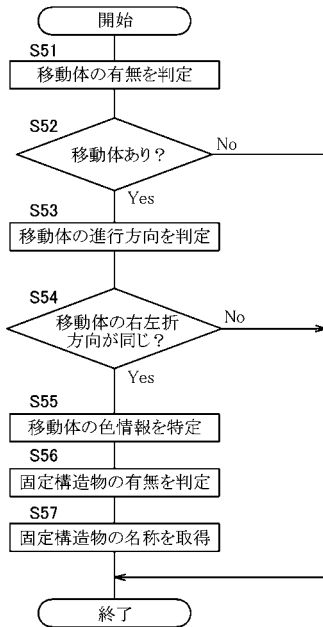 開始
S51
移動体の有無を判定
S52
移動体あり？
No
Yes
S53
移動体の進行方向を判定
S54
移動体の右左折
方向が同じ？
No
Yes
S55
移動体の色情報を特定
S56
固定構造物の有無を判定
S57
固定構造物の名称を取得
終了